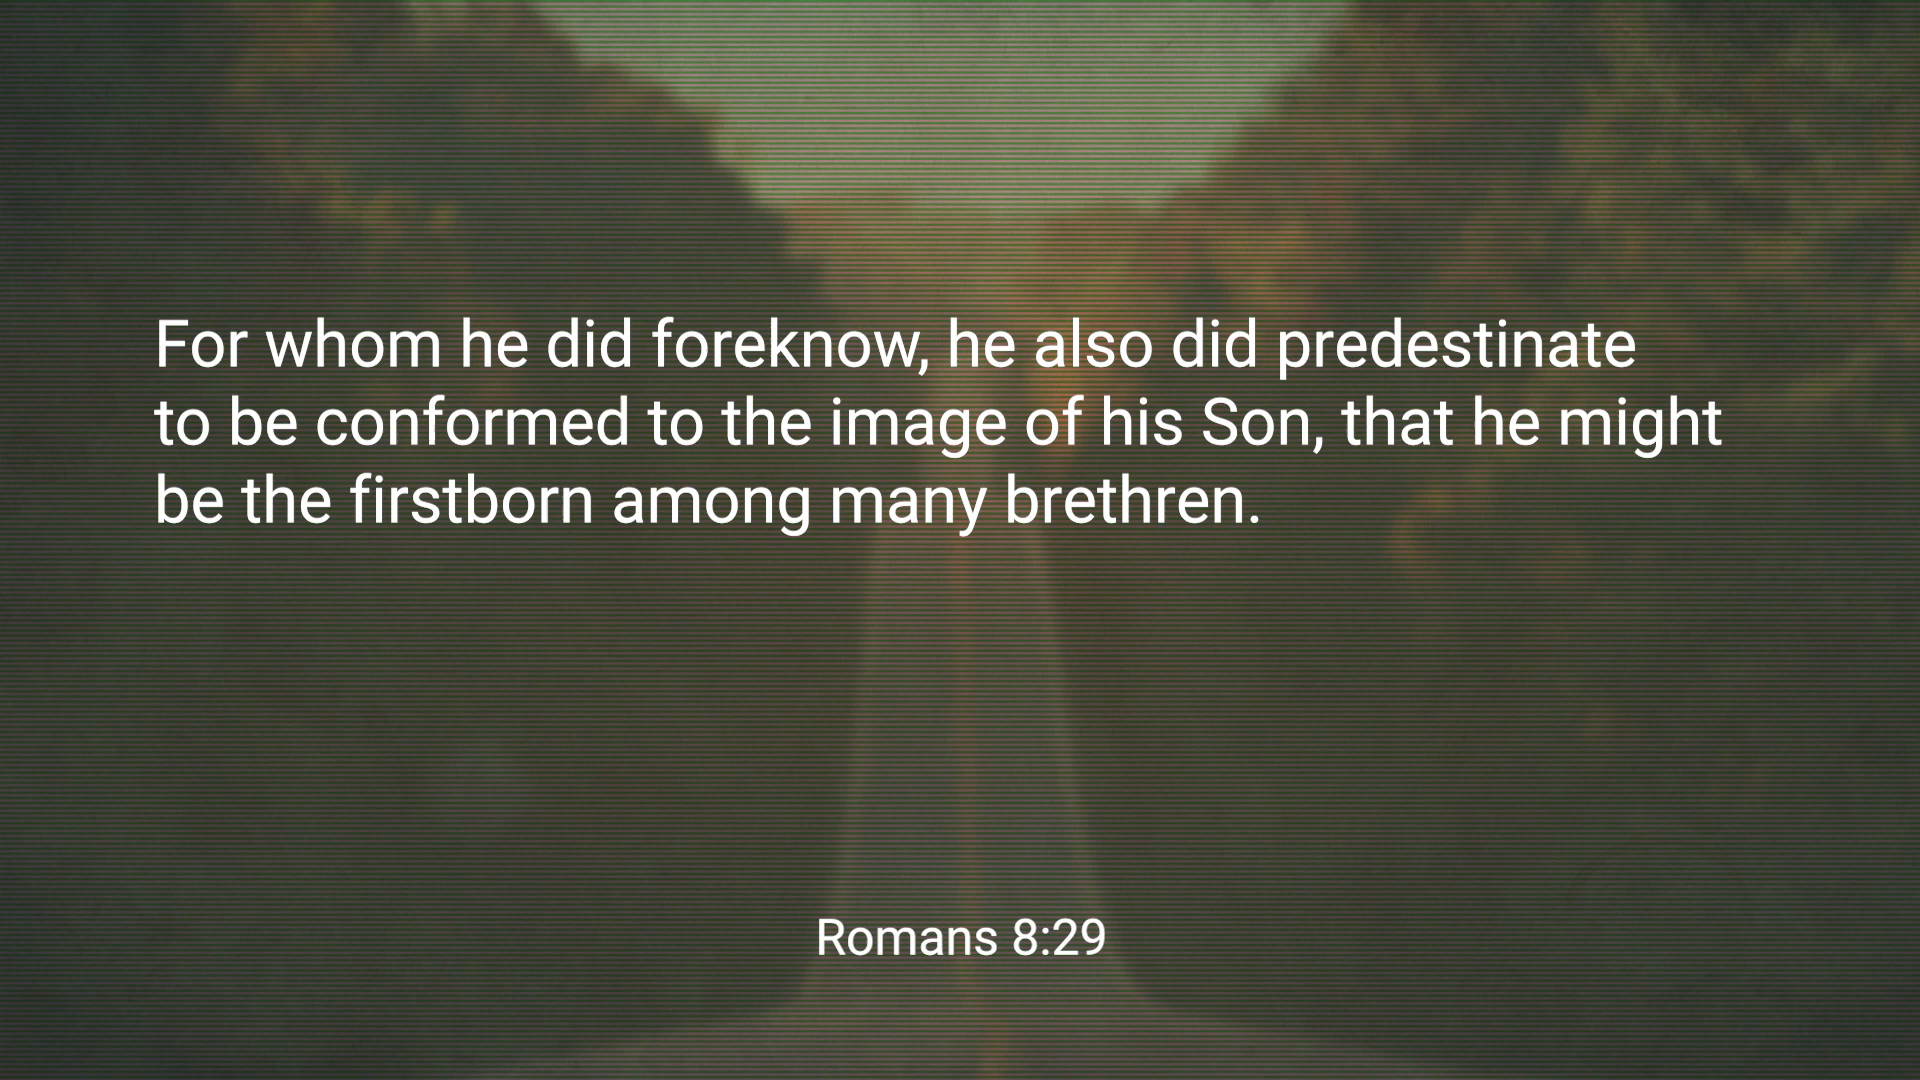 For whom he did foreknow, he also did predestinate
to be conformed to the image of his Son, that he might
be the firstborn among many brethren.
Romans 8:29